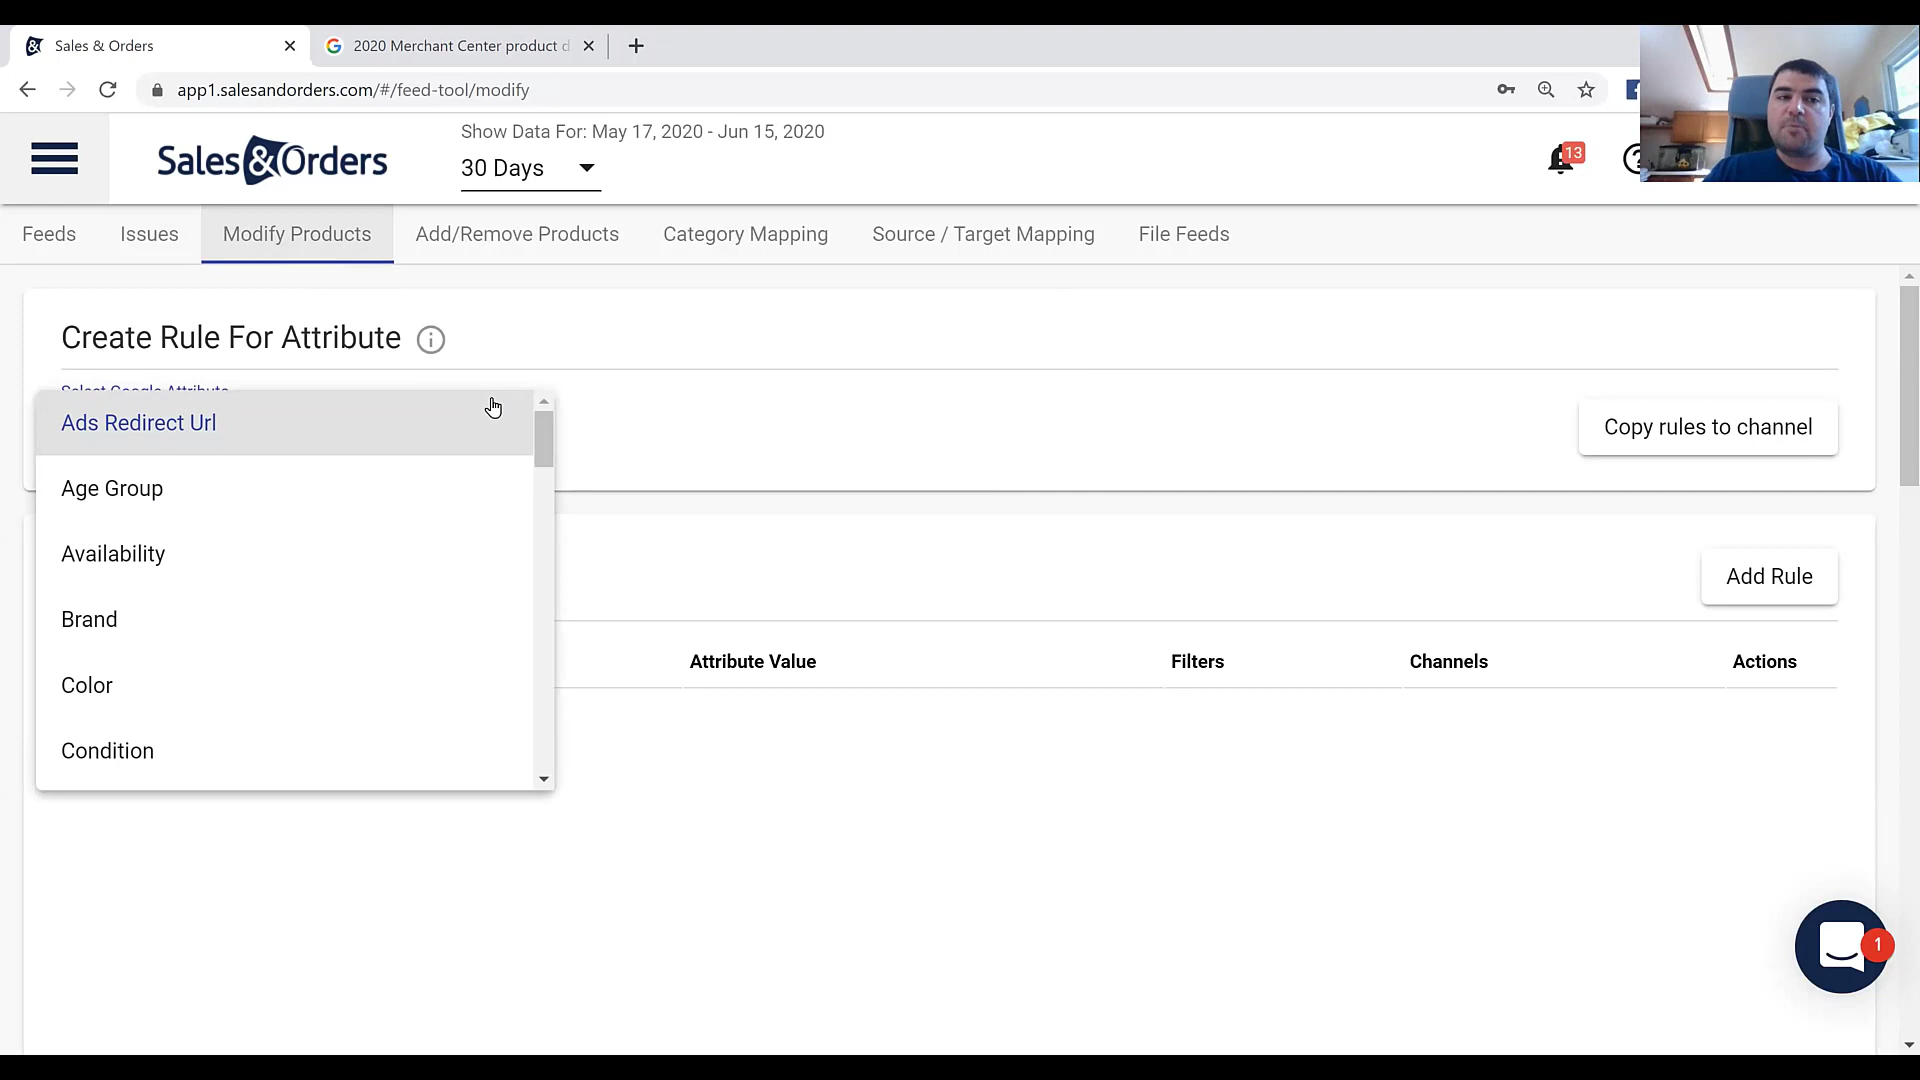 Sales & Orders
2020 Merchant Center product d
app1.salesandorders.com/#/feed-tool/modify
Sales&Orders
Show Data For: May 17, 2020 - Jun 15, 2020
30 Days
13
Feeds
Issues
Modify Products
Add/Remove Products
Category Mapping
Source / Target Mapping
File Feeds
Create Rule For Attribute
Select Google Attribute
Ads Redirect Url
Age Group
Availability
Brand
Color
Condition
Copy rules to channel
Add Rule
Attribute Value
Filters
Channels
Actions
1